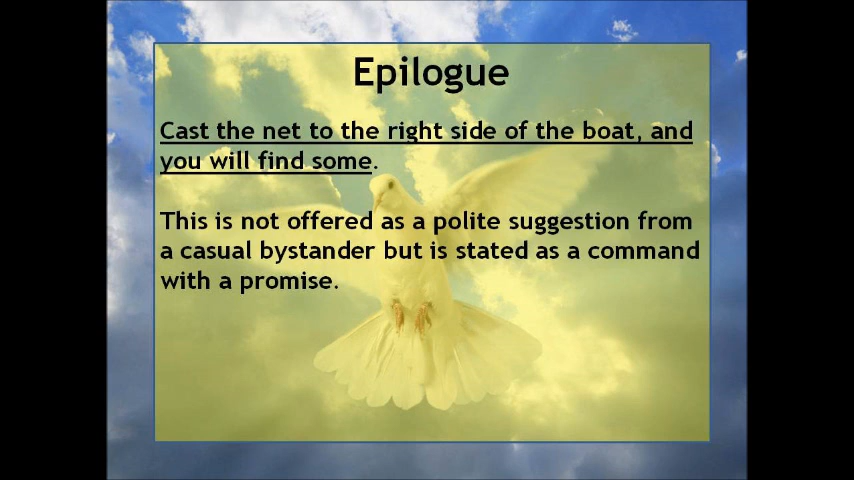 Epilogue
Cast the net to the right side of the boat, and
you will find some.
This is not offered as a polite suggestion from
a casual bystander but is stated as a command
with a promise.